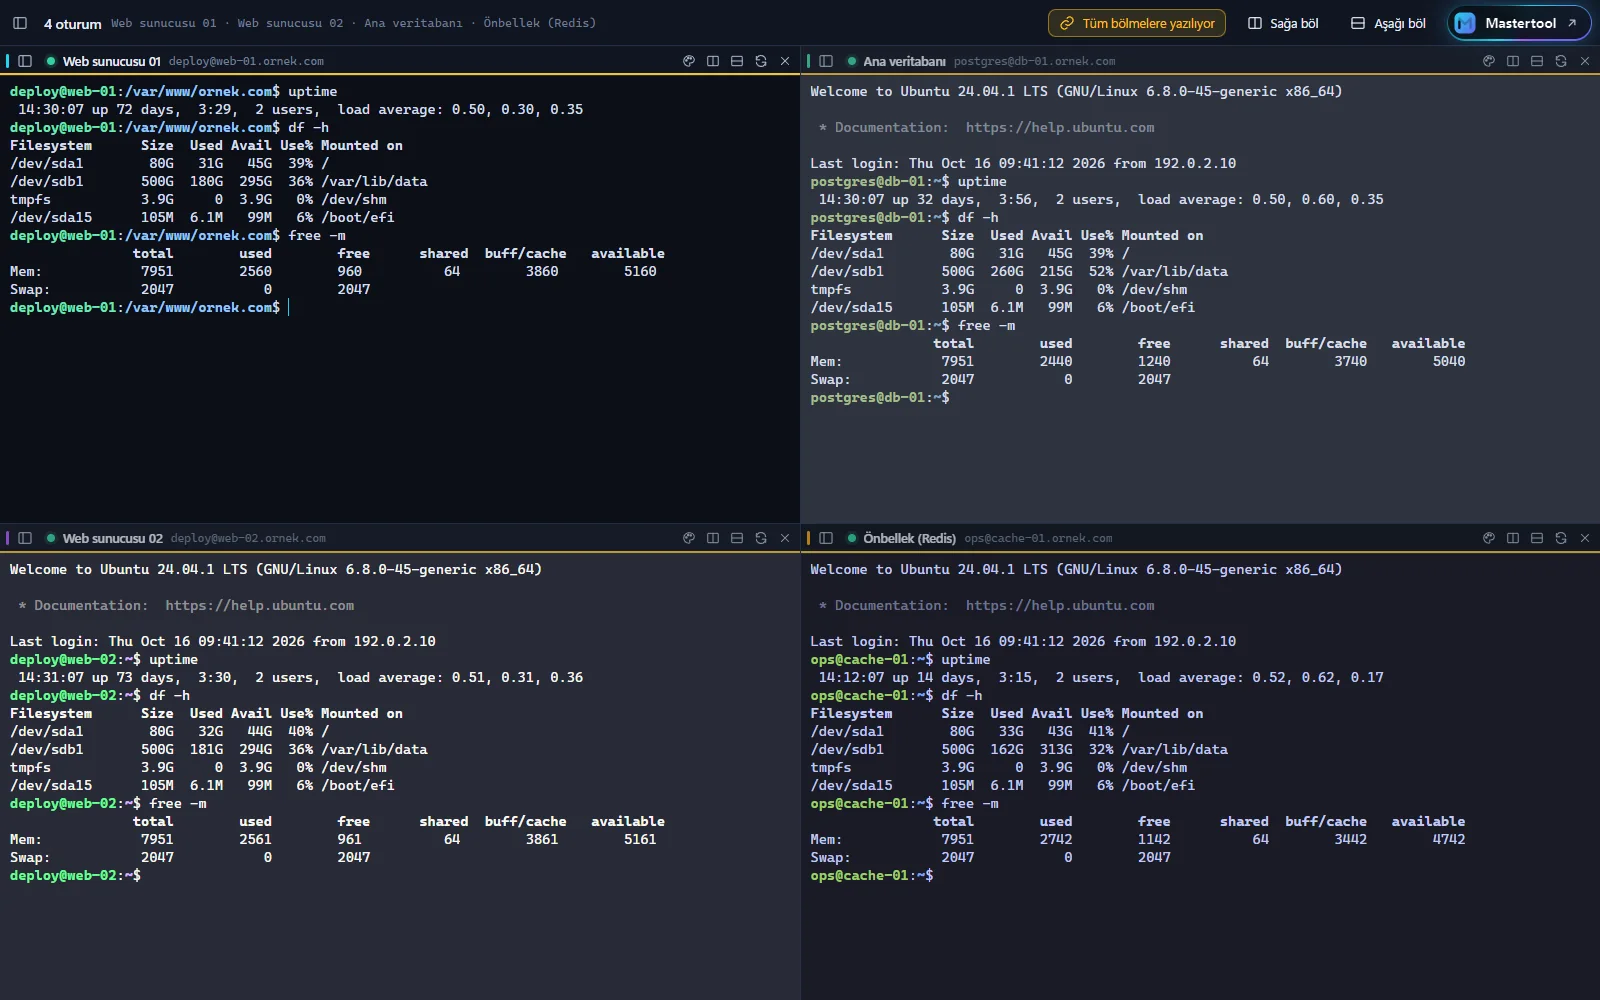 4 oturum Web sunucusu 01 · Web sunucusu 02 · Ana veritabanı · Önbellek (Redis)
Tüm bölmelere yazılıyor
Sağa böl
Aşağı böl
Mastertool ↗
Web sunucusu 01 deploy@web-01.ornek.com
deploy@web-01:/var/www/ornek.com$ uptime
 14:30:07 up 72 days,  3:29,  2 users,  load average: 0.50, 0.30, 0.35
deploy@web-01:/var/www/ornek.com$ df -h
Filesystem      Size  Used Avail Use% Mounted on
/dev/sda1        80G   31G   45G  39% /
/dev/sdb1       500G  180G  295G  36% /var/lib/data
tmpfs           3.9G     0  3.9G   0% /dev/shm
/dev/sda15      105M  6.1M   99M   6% /boot/efi
deploy@web-01:/var/www/ornek.com$ free -m
               total        used        free      shared  buff/cache   available
Mem:            7951        2560         960          64        3860        5160
Swap:           2047           0        2047
deploy@web-01:/var/www/ornek.com$
Ana veritabanı postgres@db-01.ornek.com
Welcome to Ubuntu 24.04.1 LTS (GNU/Linux 6.8.0-45-generic x86_64)
 * Documentation:  https://help.ubuntu.com
Last login: Thu Oct 16 09:41:12 2026 from 192.0.2.10
postgres@db-01:~$ uptime
 14:30:07 up 32 days,  3:56,  2 users,  load average: 0.50, 0.60, 0.35
postgres@db-01:~$ df -h
Filesystem      Size  Used Avail Use% Mounted on
/dev/sda1        80G   31G   45G  39% /
/dev/sdb1       500G  260G  215G  52% /var/lib/data
tmpfs           3.9G     0  3.9G   0% /dev/shm
/dev/sda15      105M  6.1M   99M   6% /boot/efi
postgres@db-01:~$ free -m
               total        used        free      shared  buff/cache   available
Mem:            7951        2440        1240          64        3740        5040
Swap:           2047           0        2047
postgres@db-01:~$
Web sunucusu 02 deploy@web-02.ornek.com
Welcome to Ubuntu 24.04.1 LTS (GNU/Linux 6.8.0-45-generic x86_64)
 * Documentation:  https://help.ubuntu.com
Last login: Thu Oct 16 09:41:12 2026 from 192.0.2.10
deploy@web-02:~$ uptime
 14:31:07 up 73 days,  3:30,  2 users,  load average: 0.51, 0.31, 0.36
deploy@web-02:~$ df -h
Filesystem      Size  Used Avail Use% Mounted on
/dev/sda1        80G   32G   44G  40% /
/dev/sdb1       500G  181G  294G  36% /var/lib/data
tmpfs           3.9G     0  3.9G   0% /dev/shm
/dev/sda15      105M  6.1M   99M   6% /boot/efi
deploy@web-02:~$ free -m
               total        used        free      shared  buff/cache   available
Mem:            7951        2561         961          64        3861        5161
Swap:           2047           0        2047
deploy@web-02:~$
Önbellek (Redis) ops@cache-01.ornek.com
Welcome to Ubuntu 24.04.1 LTS (GNU/Linux 6.8.0-45-generic x86_64)
 * Documentation:  https://help.ubuntu.com
Last login: Thu Oct 16 09:41:12 2026 from 192.0.2.10
ops@cache-01:~$ uptime
 14:12:07 up 14 days,  3:15,  2 users,  load average: 0.52, 0.62, 0.17
ops@cache-01:~$ df -h
Filesystem      Size  Used Avail Use% Mounted on
/dev/sda1        80G   33G   43G  41% /
/dev/sdb1       500G  162G  313G  32% /var/lib/data
tmpfs           3.9G     0  3.9G   0% /dev/shm
/dev/sda15      105M  6.1M   99M   6% /boot/efi
ops@cache-01:~$ free -m
               total        used        free      shared  buff/cache   available
Mem:            7951        2742        1142          64        3442        4742
Swap:           2047           0        2047
ops@cache-01:~$